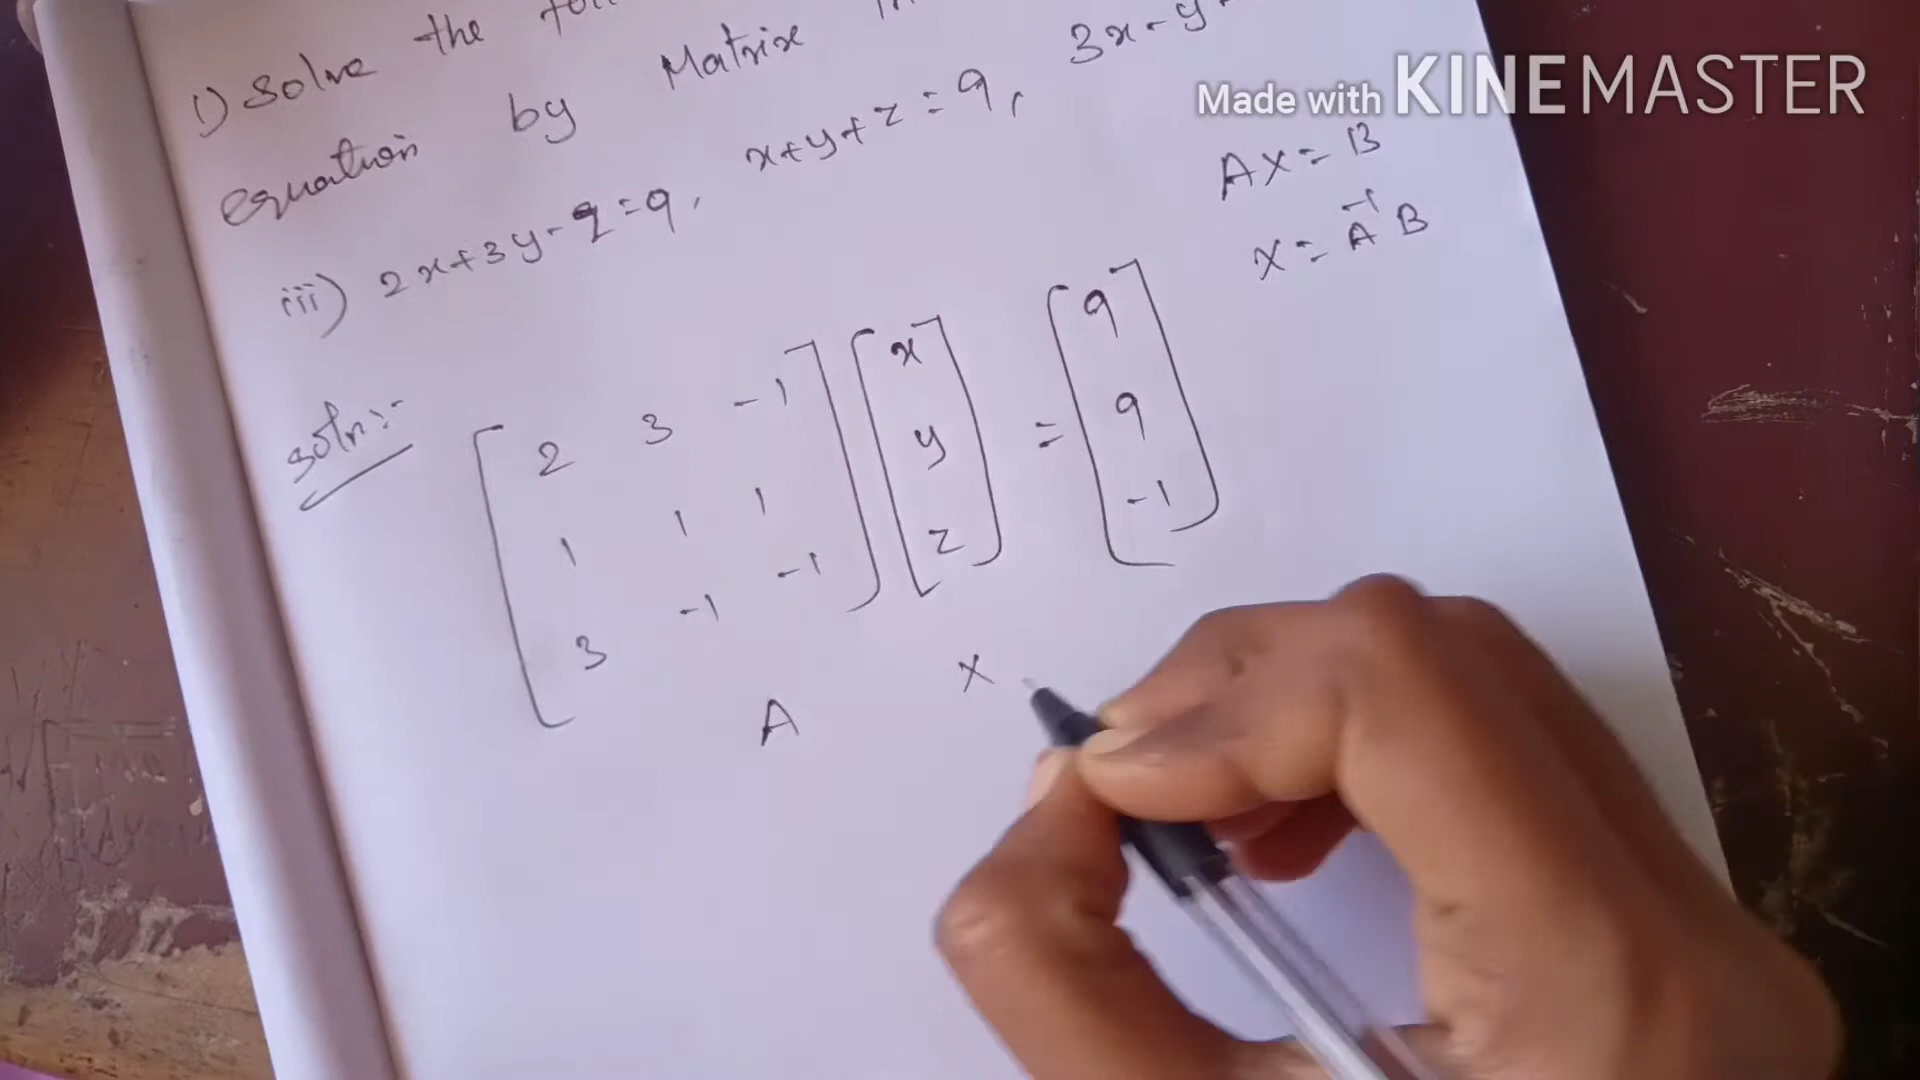 1) Solve the
equation by Matrix
iii) 2x+3y-z=9, x+y+z=9, 3x-y-
Made with KINEMASTER
AX=B
X=A⁻¹B
soln:-
[2 3 -1] [x] = [9]
[1 1 1] [y] [9]
[3 -1 -1] [z] [-1]
A X